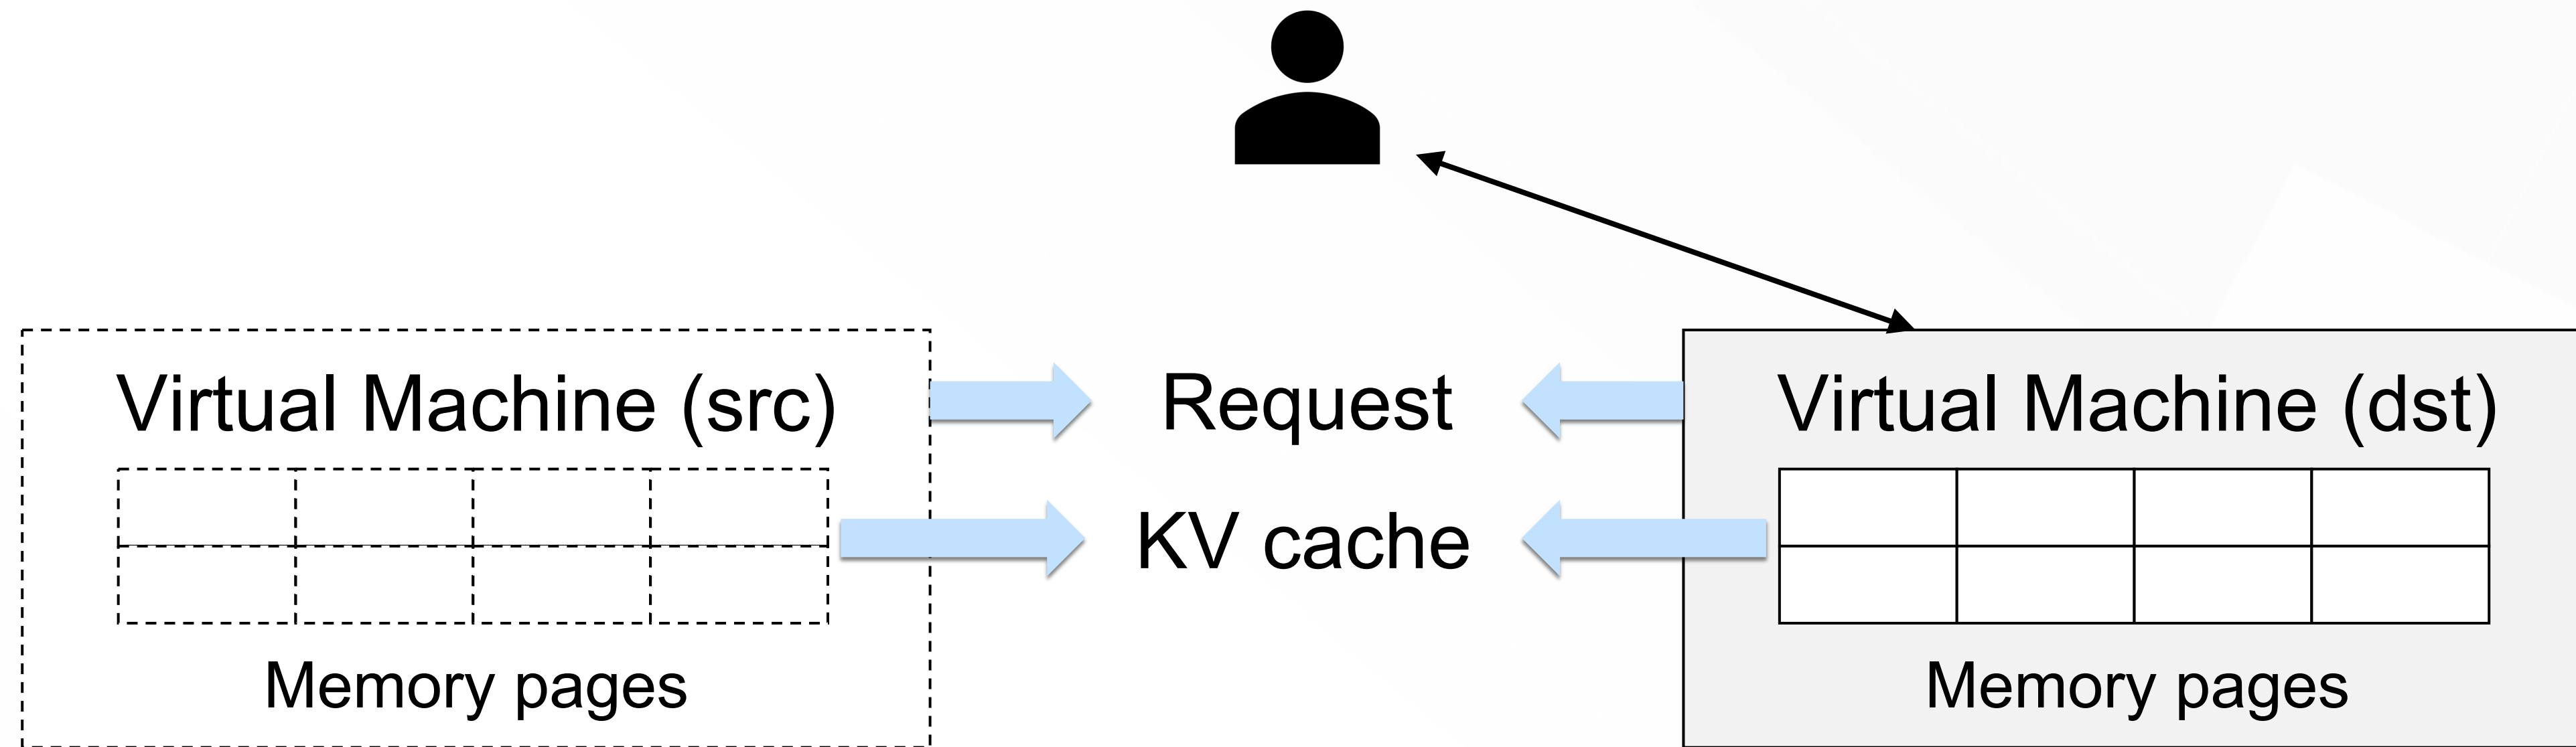 Virtual Machine (src)
Memory pages
Request
KV cache
Virtual Machine (dst)
Memory pages